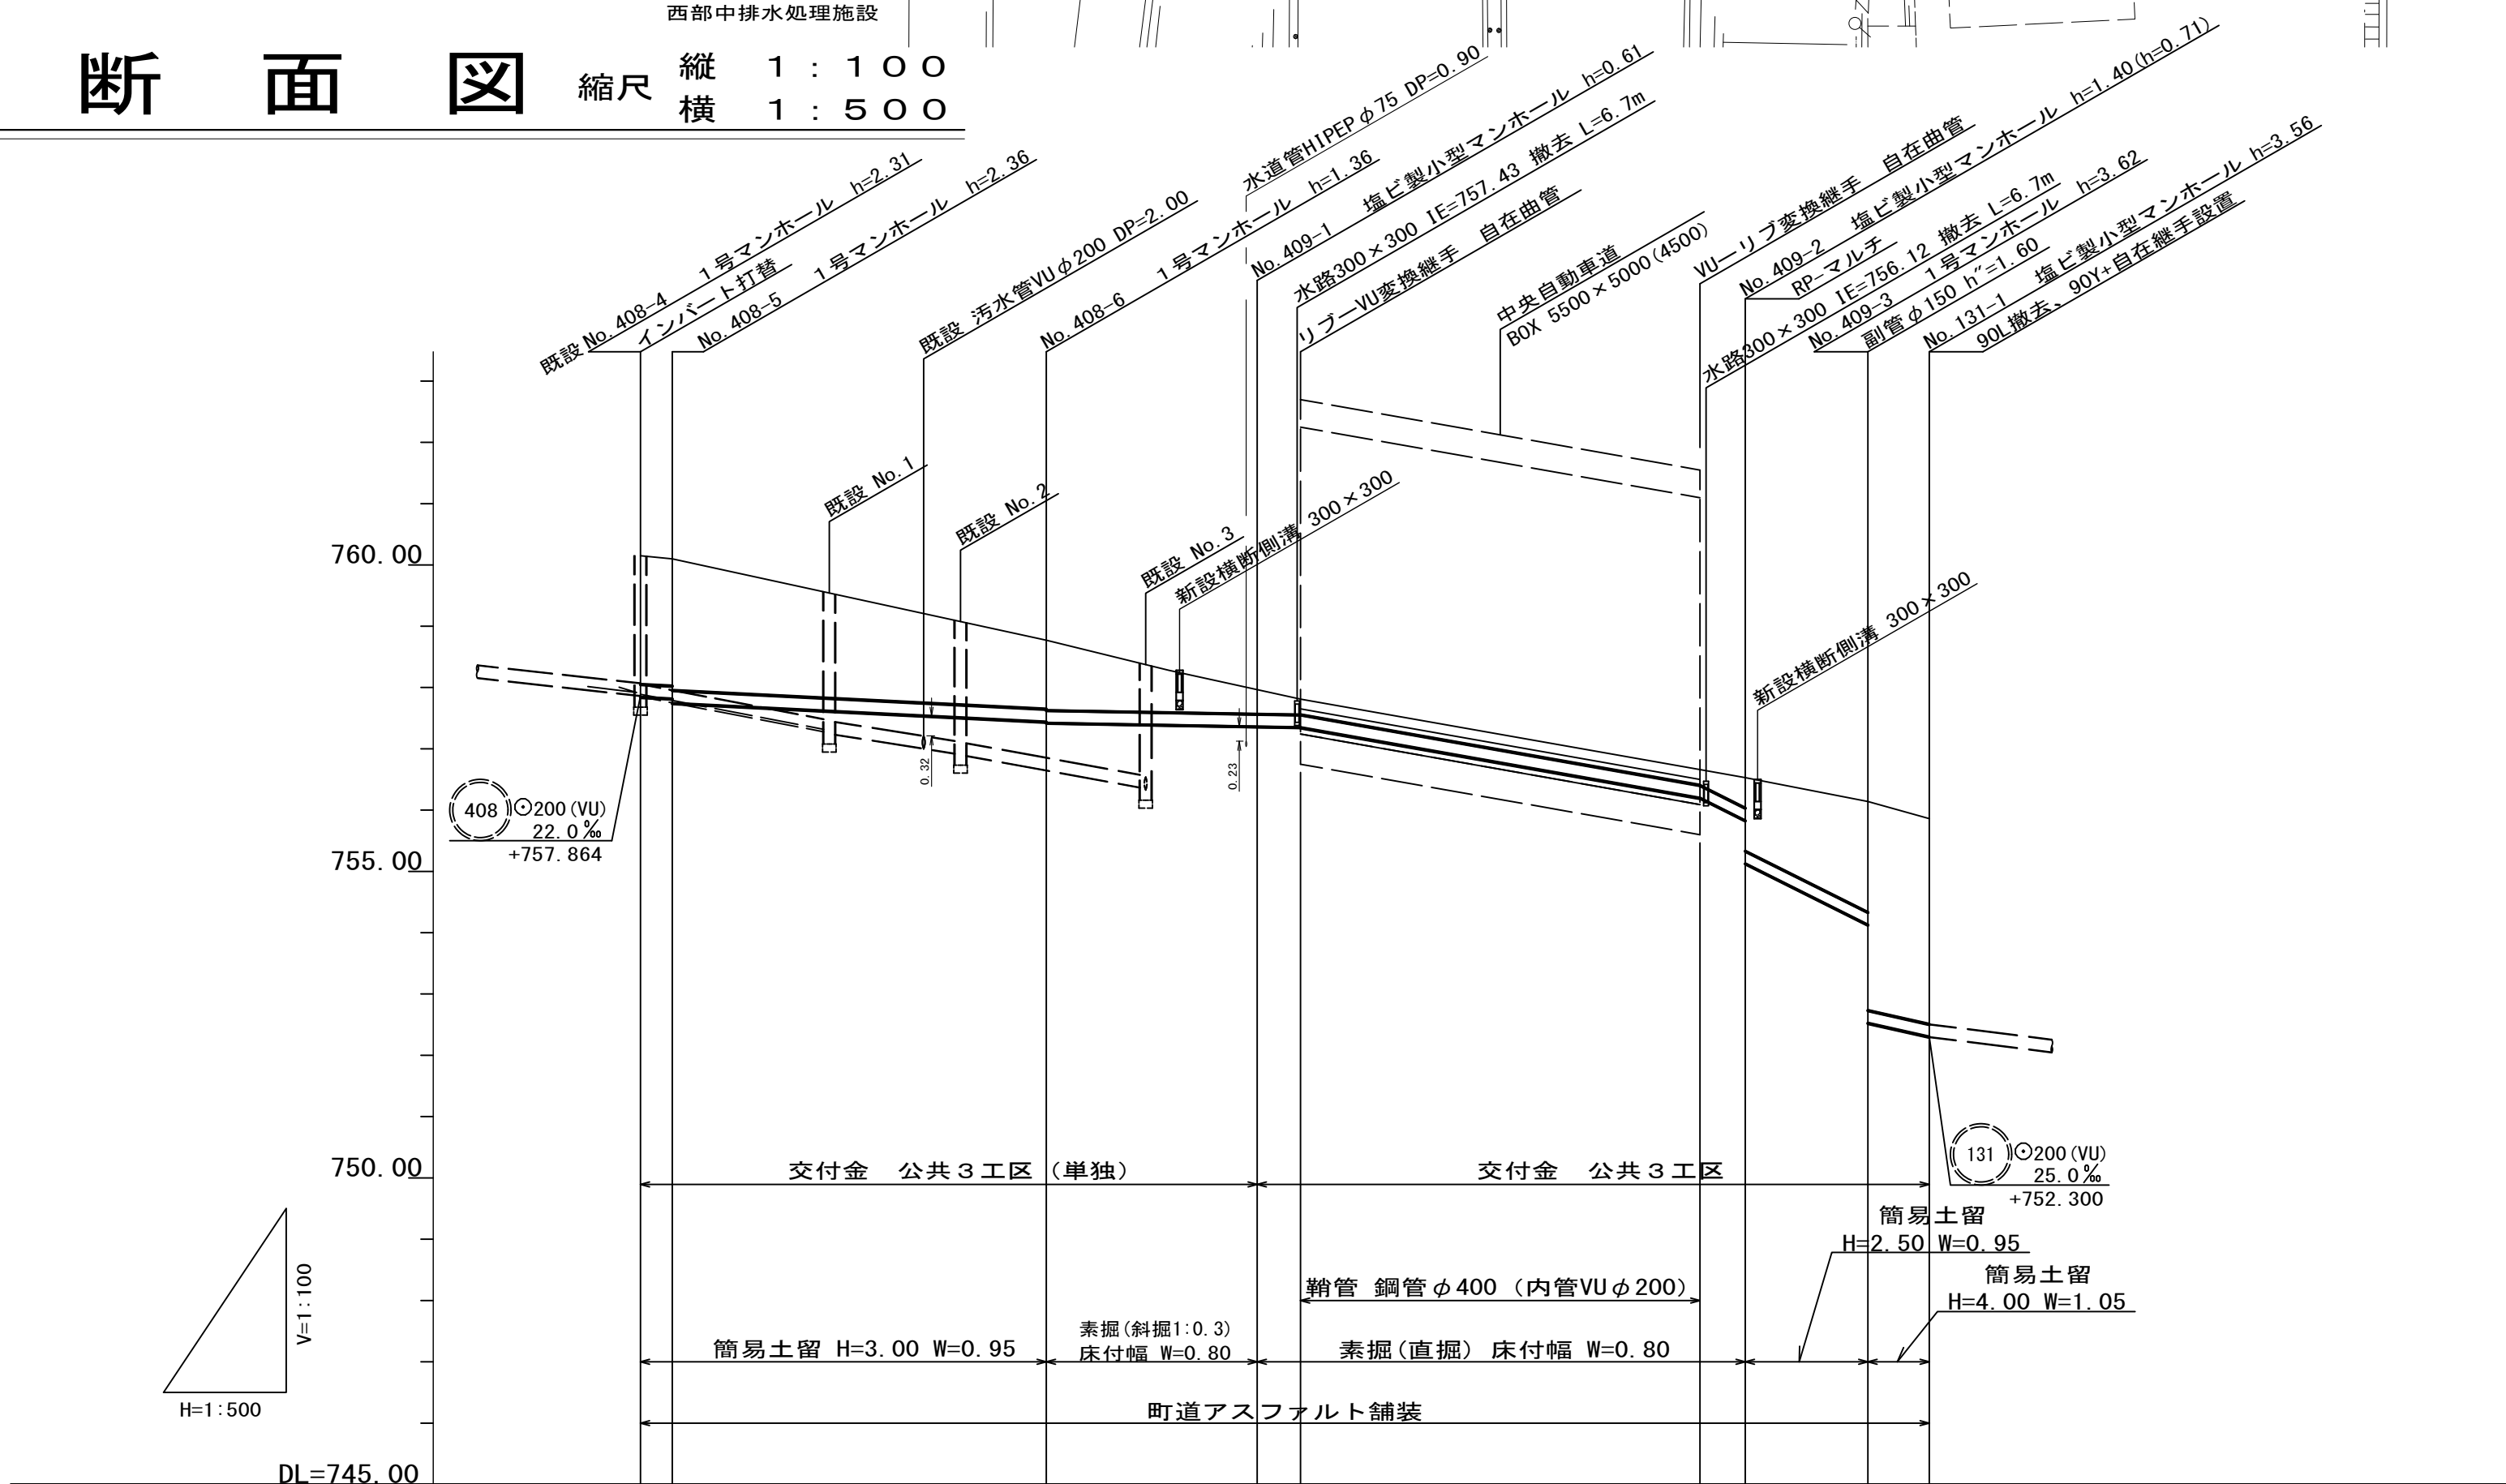 西部中排水処理施設
断面図 縮尺 縦 1:100
横 1:500
既設 No.408-4 1号マンホール h=2.31
インバート打替
No.408-5 1号マンホール h=2.36
既設 汚水管VUφ200 DP=2.00
No.408-6 1号マンホール h=1.36
水道管HIPEPφ75 DP=0.90
No.409-1 塩ビ製小型マンホール h=0.61
水路300×300 IE=757.43 撤去 L=6.7m
リブーVU変換継手 自在曲管
中央自動車道
BOX 5500×5000(4500)
VUーリブ変換継手 自在曲管
No.409-2 塩ビ製小型マンホール h=1.40(h=0.71)
RP-マルチ
水路300×300 IE=756.12 撤去 L=6.7m
No.409-3 1号マンホール h=3.62
副管φ150 h″=1.60
No.131-1 塩ビ製小型マンホール h=3.56
90L撤去、90Y+自在継手設置
既設 No.1
既設 No.2
既設 No.3
新設横断側溝 300×300
新設横断側溝 300×300
760.00
755.00
750.00
DL=745.00
0.32
0.23
408 200(VU)
22.0‰
+757.864
131 200(VU)
25.0‰
+752.300
交付金 公共3工区(単独)
交付金 公共3工区
簡易土留
H=2.50 W=0.95
簡易土留
H=4.00 W=1.05
鞘管 鋼管φ400 (内管VUφ200)
簡易土留 H=3.00 W=0.95
素掘(斜掘1:0.3)
床付幅 W=0.80
素掘(直掘) 床付幅 W=0.80
町道アスファルト舗装
V=1:100
H=1:500